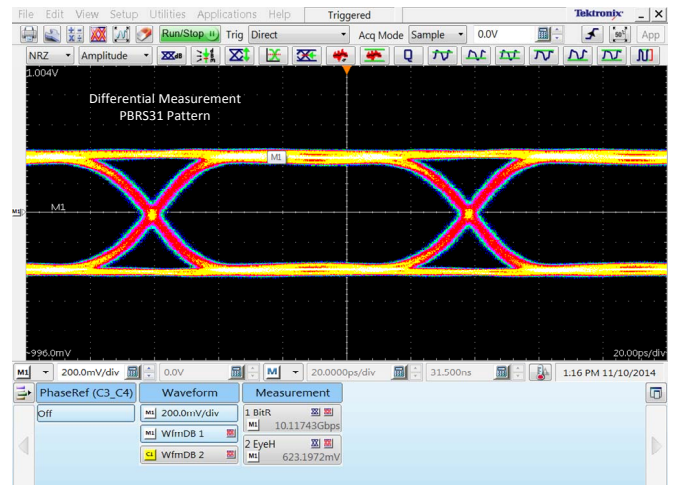 File Edit View Setup Utilities Applications Help Triggered Tektronix
Run/Stop Trig Direct Acq Mode Sample 0.0V 50% App
NRZ Amplitude dB Q
1.004V
Differential Measurement
PBRS31 Pattern
M1
M1 M1
-996.0mV 20.00ps/div
M1 200.0mV/div 0.0V M 20.0000ps/div 31.500ns 1:16 PM 11/10/2014
PhaseRef (C3_C4) Waveform Measurement
Off M1 200.0mV/div 1 BitR
M1 10.11743Gbps
M1 WfmDB 1
2 EyeH
C1 WfmDB 2 M1 623.1972mV